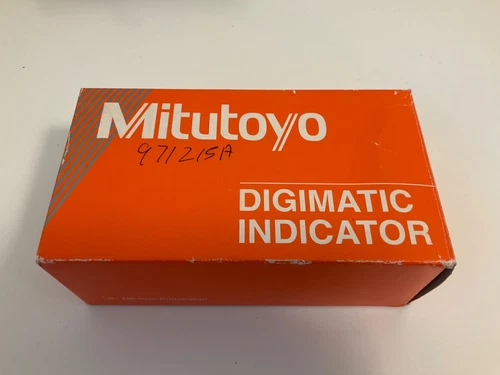 Mitutoyo
971215A
DIGIMATIC
INDICATOR